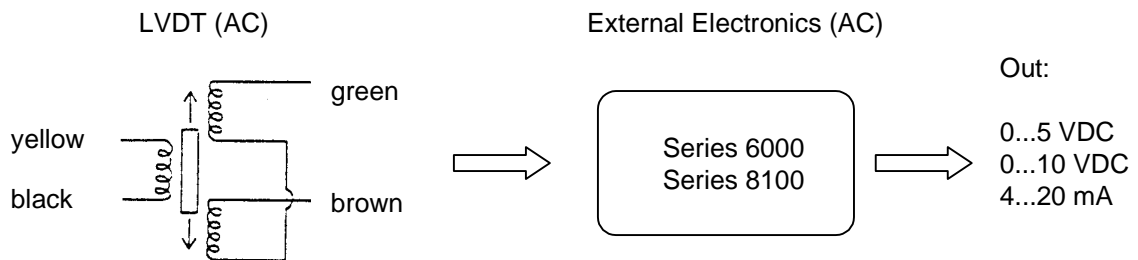 LVDT (AC)
External Electronics (AC)
Out:
green
yellow
black
brown
Series 6000
Series 8100
0...5 VDC
0...10 VDC
4...20 mA